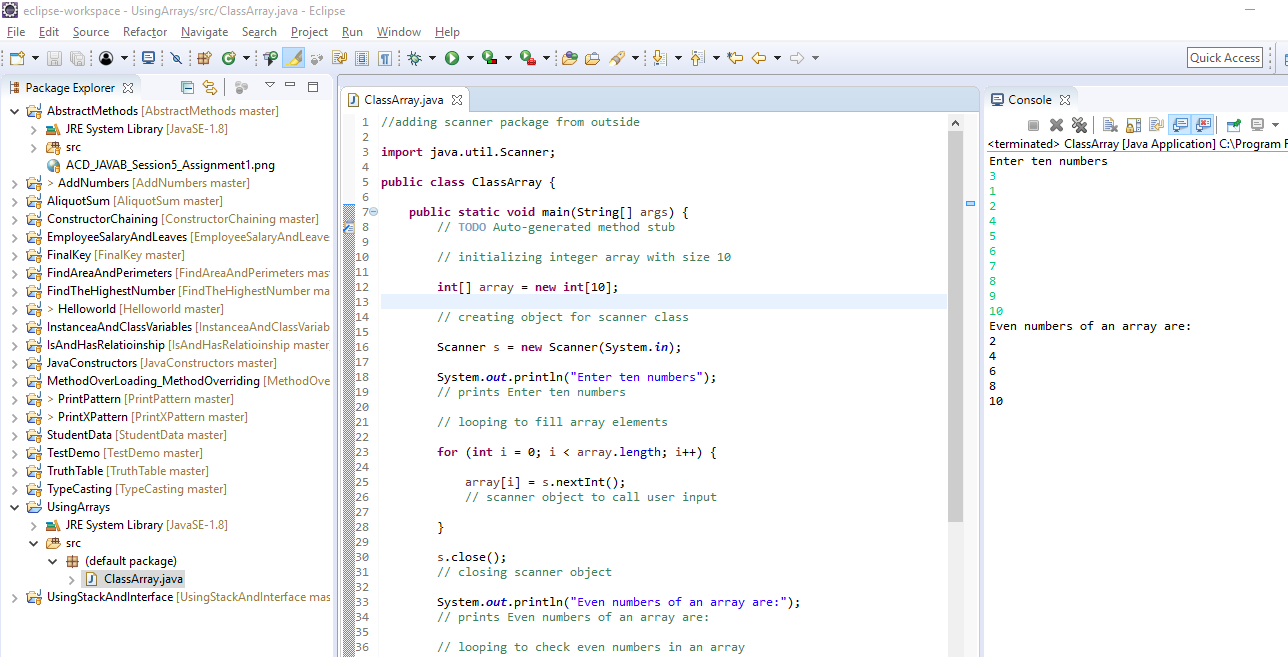 eclipse-workspace - UsingArrays/src/ClassArray.java - Eclipse
File Edit Source Refactor Navigate Search Project Run Window Help
Quick Access
Package Explorer
AbstractMethods [AbstractMethods master]
JRE System Library [JavaSE-1.8]
src
ACD_JAVAB_Session5_Assignment1.png
> AddNumbers [AddNumbers master]
AliquotSum [AliquotSum master]
ConstructorChaining [ConstructorChaining master]
EmployeeSalaryAndLeaves [EmployeeSalaryAndLeave
FinalKey [FinalKey master]
FindAreaAndPerimeters [FindAreaAndPerimeters mas
FindTheHighestNumber [FindTheHighestNumber ma
> Helloworld [Helloworld master]
InstanceaAndClassVariables [InstanceaAndClassVariab
IsAndHasRelatioinship [IsAndHasRelatioinship master
JavaConstructors [JavaConstructors master]
MethodOverLoading_MethodOverriding [MethodOve
> PrintPattern [PrintPattern master]
> PrintXPattern [PrintXPattern master]
StudentData [StudentData master]
TestDemo [TestDemo master]
TruthTable [TruthTable master]
TypeCasting [TypeCasting master]
UsingArrays
JRE System Library [JavaSE-1.8]
src
(default package)
ClassArray.java
UsingStackAndInterface [UsingStackAndInterface mas
ClassArray.java
1 //adding scanner package from outside
2
3 import java.util.Scanner;
4
5 public class ClassArray {
6
7 public static void main(String[] args) {
8 // TODO Auto-generated method stub
9
10 // initializing integer array with size 10
11
12 int[] array = new int[10];
13
14 // creating object for scanner class
15
16 Scanner s = new Scanner(System.in);
17
18 System.out.println("Enter ten numbers");
19 // prints Enter ten numbers
20
21 // looping to fill array elements
22
23 for (int i = 0; i < array.length; i++) {
24
25 array[i] = s.nextInt();
26 // scanner object to call user input
27
28 }
29
30 s.close();
31 // closing scanner object
32
33 System.out.println("Even numbers of an array are:");
34 // prints Even numbers of an array are:
35
36 // looping to check even numbers in an array
Console
<terminated> ClassArray [Java Application] C:\Program F
Enter ten numbers
3
1
2
4
5
6
7
8
9
10
Even numbers of an array are:
2
4
6
8
10